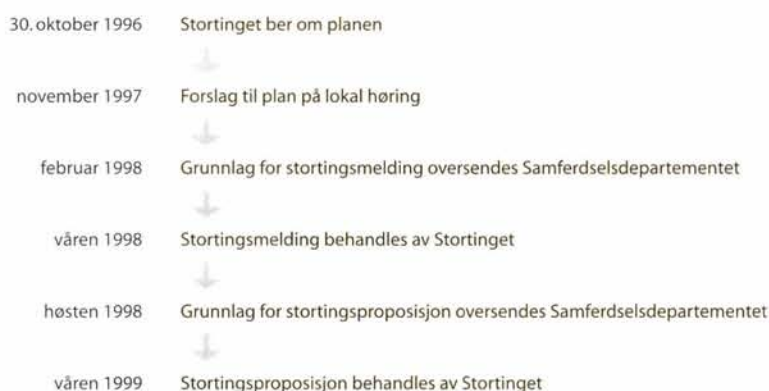 30. oktober 1996 Stortinget ber om planen
november 1997 Forslag til plan på lokal høring
februar 1998 Grunnlag for stortingsmelding oversendes Samferdselsdepartementet
våren 1998 Stortingsmelding behandles av Stortinget
høsten 1998 Grunnlag for stortingsproposisjon oversendes Samferdselsdepartementet
våren 1999 Stortingsproposisjon behandles av Stortinget